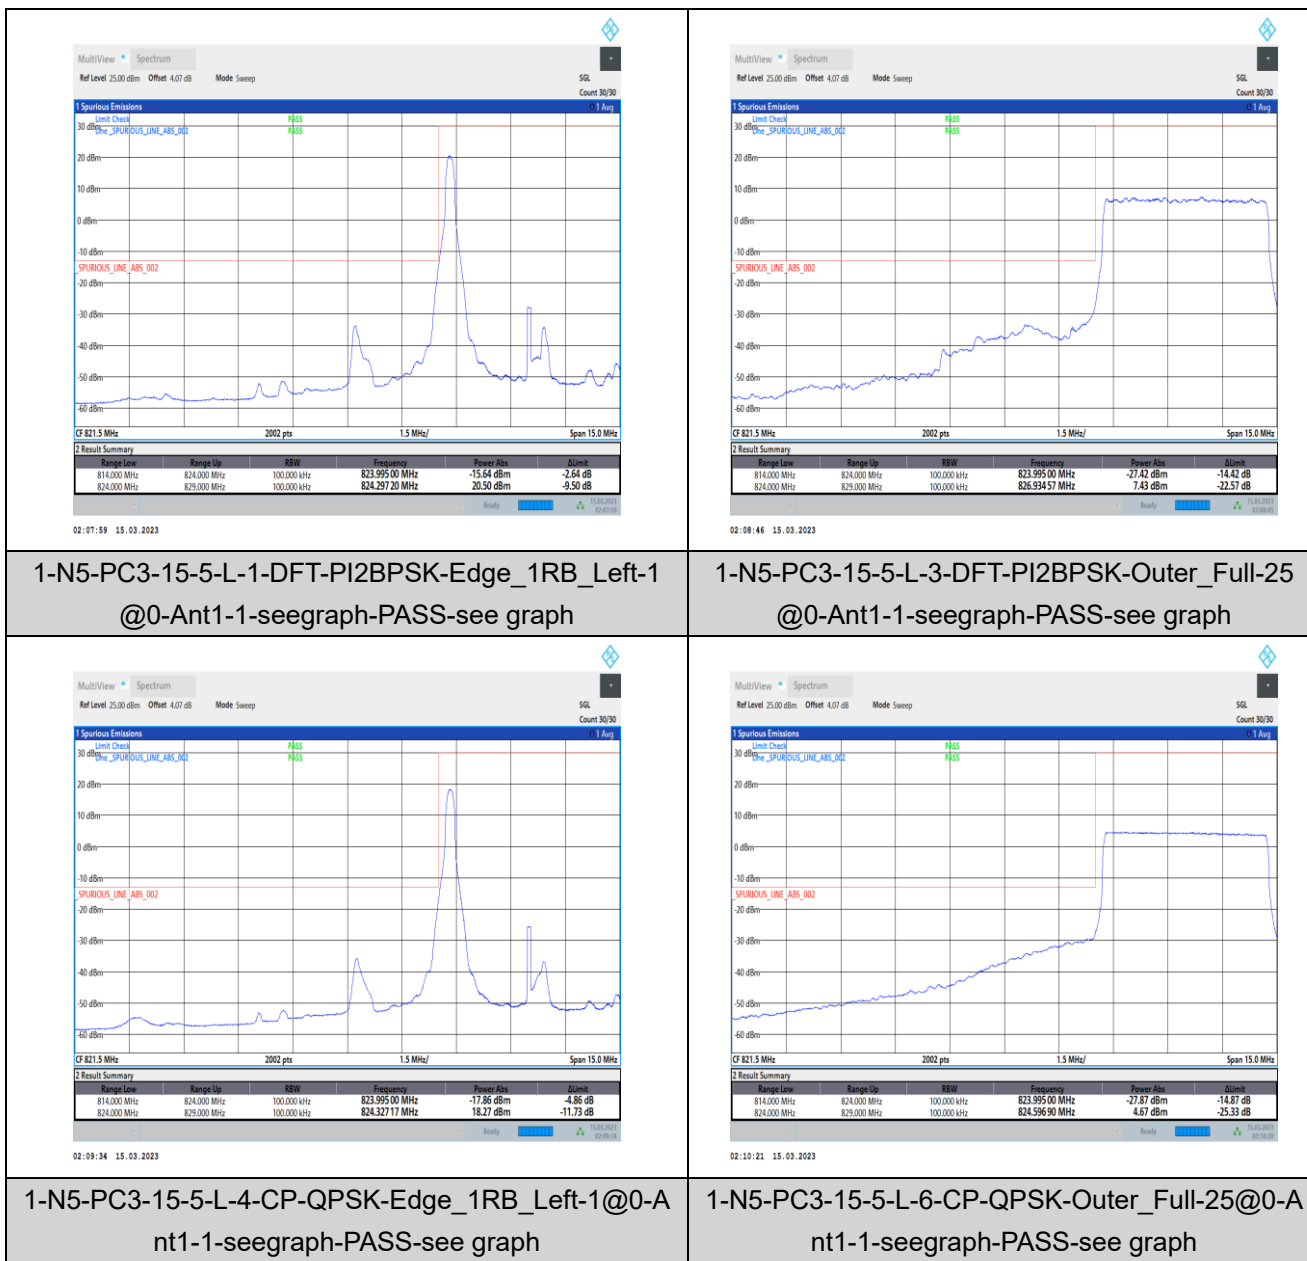 MultiView Spectrum
Ref Level 25.00 dBm Offset 4.07 dB Mode Sweep SGL
Count 30/30
1 Spurious Emissions 1 Avg
Limit Check PASS
30 dBm Line _SPURIOUS_LINE_ABS_002 PASS
20 dBm
10 dBm
0 dBm
-10 dBm
_SPURIOUS_LINE_ABS_002
-20 dBm
-30 dBm
-40 dBm
-50 dBm
-60 dBm
CF 821.5 MHz 2002 pts 1.5 MHz/ Span 15.0 MHz
2 Result Summary
Range Low Range Up RBW Frequency Power Abs ΔLimit
814.000 MHz 824.000 MHz 100.000 kHz 823.995 00 MHz -15.64 dBm -2.64 dB
824.000 MHz 829.000 MHz 100.000 kHz 824.297 20 MHz 20.50 dBm -9.50 dB
Ready 15.03.2023
02:07:59
02:07:59 15.03.2023
1-N5-PC3-15-5-L-1-DFT-PI2BPSK-Edge_1RB_Left-1
@0-Ant1-1-seegraph-PASS-see graph
MultiView Spectrum
Ref Level 25.00 dBm Offset 4.07 dB Mode Sweep SGL
Count 30/30
1 Spurious Emissions 1 Avg
Limit Check PASS
30 dBm Line _SPURIOUS_LINE_ABS_002 PASS
20 dBm
10 dBm
0 dBm
-10 dBm
_SPURIOUS_LINE_ABS_002
-20 dBm
-30 dBm
-40 dBm
-50 dBm
-60 dBm
CF 821.5 MHz 2002 pts 1.5 MHz/ Span 15.0 MHz
2 Result Summary
Range Low Range Up RBW Frequency Power Abs ΔLimit
814.000 MHz 824.000 MHz 100.000 kHz 823.995 00 MHz -27.42 dBm -14.42 dB
824.000 MHz 829.000 MHz 100.000 kHz 826.934 57 MHz 7.43 dBm -22.57 dB
Ready 15.03.2023
02:08:45
02:08:46 15.03.2023
1-N5-PC3-15-5-L-3-DFT-PI2BPSK-Outer_Full-25
@0-Ant1-1-seegraph-PASS-see graph
MultiView Spectrum
Ref Level 25.00 dBm Offset 4.07 dB Mode Sweep SGL
Count 30/30
1 Spurious Emissions 1 Avg
Limit Check PASS
30 dBm Line _SPURIOUS_LINE_ABS_002 PASS
20 dBm
10 dBm
0 dBm
-10 dBm
_SPURIOUS_LINE_ABS_002
-20 dBm
-30 dBm
-40 dBm
-50 dBm
-60 dBm
CF 821.5 MHz 2002 pts 1.5 MHz/ Span 15.0 MHz
2 Result Summary
Range Low Range Up RBW Frequency Power Abs ΔLimit
814.000 MHz 824.000 MHz 100.000 kHz 823.995 00 MHz -17.86 dBm -4.86 dB
824.000 MHz 829.000 MHz 100.000 kHz 824.327 17 MHz 18.27 dBm -11.73 dB
Ready 15.03.2023
02:09:34
02:09:34 15.03.2023
1-N5-PC3-15-5-L-4-CP-QPSK-Edge_1RB_Left-1@0-A
nt1-1-seegraph-PASS-see graph
MultiView Spectrum
Ref Level 25.00 dBm Offset 4.07 dB Mode Sweep SGL
Count 30/30
1 Spurious Emissions 1 Avg
Limit Check PASS
30 dBm Line _SPURIOUS_LINE_ABS_002 PASS
20 dBm
10 dBm
0 dBm
-10 dBm
_SPURIOUS_LINE_ABS_002
-20 dBm
-30 dBm
-40 dBm
-50 dBm
-60 dBm
CF 821.5 MHz 2002 pts 1.5 MHz/ Span 15.0 MHz
2 Result Summary
Range Low Range Up RBW Frequency Power Abs ΔLimit
814.000 MHz 824.000 MHz 100.000 kHz 823.995 00 MHz -27.87 dBm -14.87 dB
824.000 MHz 829.000 MHz 100.000 kHz 824.596 90 MHz 4.67 dBm -25.33 dB
Ready 15.03.2023
02:10:20
02:10:21 15.03.2023
1-N5-PC3-15-5-L-6-CP-QPSK-Outer_Full-25@0-A
nt1-1-seegraph-PASS-see graph